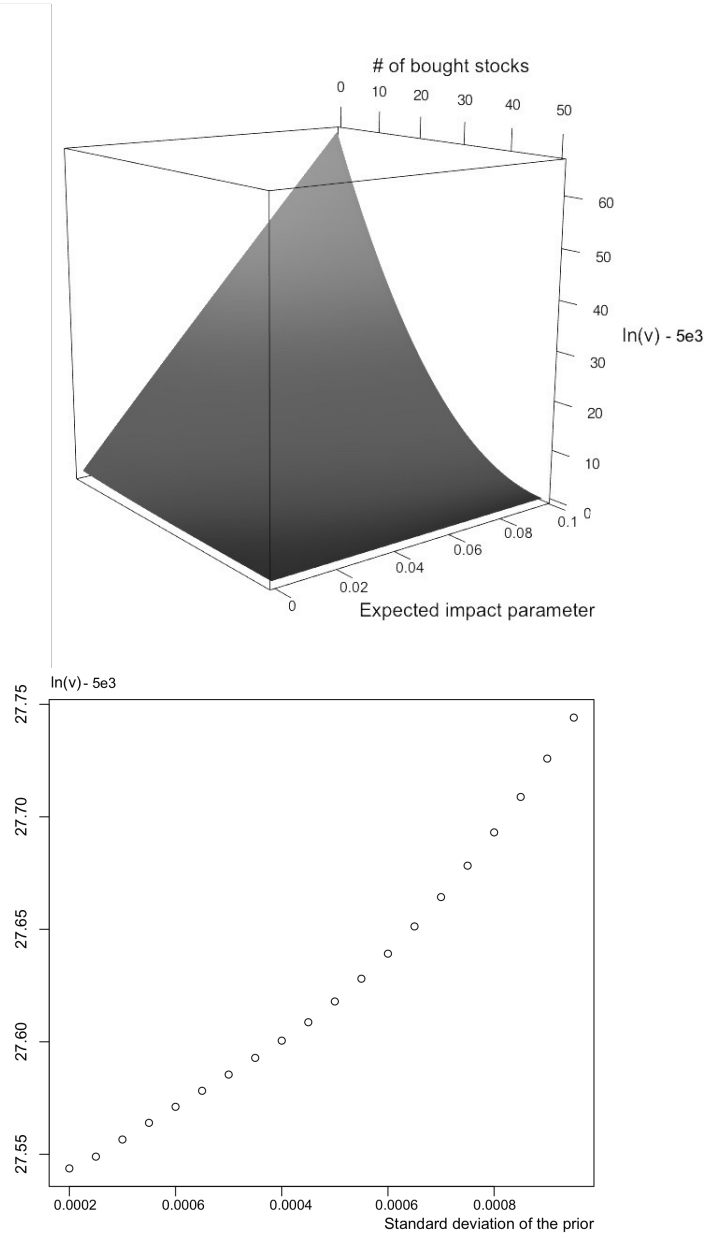 # of bought stocks
0 10 20 30 40 50
60
50
40
ln(v) - 5e3
30
20
10
0
0.1
0.08
0.06
0.04
0.02
0
Expected impact parameter
ln(v) - 5e3
27.75
27.70
27.65
27.60
27.55
0.0002 0.0006 0.0004 0.0006 0.0008
Standard deviation of the prior